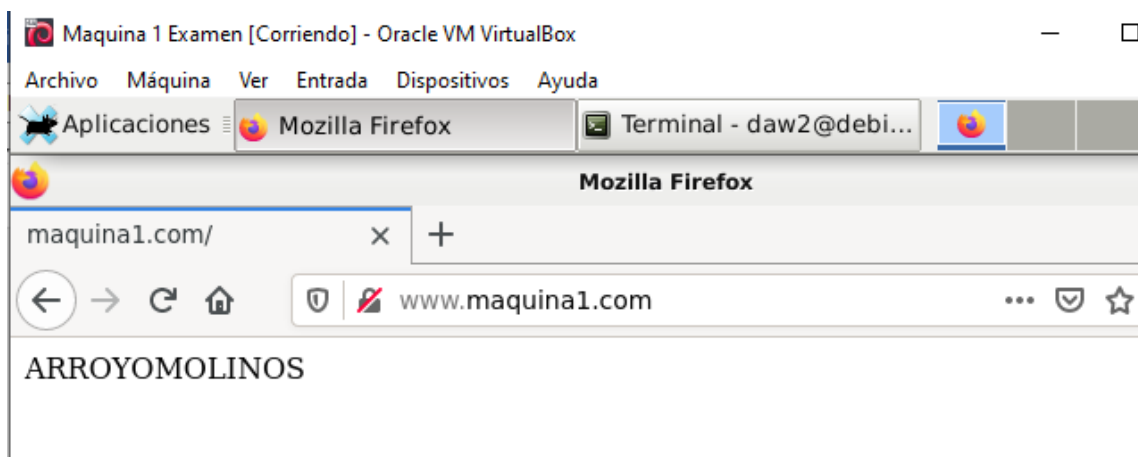 Maquina 1 Examen [Corriendo] - Oracle VM VirtualBox
Archivo Máquina Ver Entrada Dispositivos Ayuda
Aplicaciones Mozilla Firefox Terminal - daw2@debi...
Mozilla Firefox
maquina1.com/
www.maquina1.com
ARROYOMOLINOS